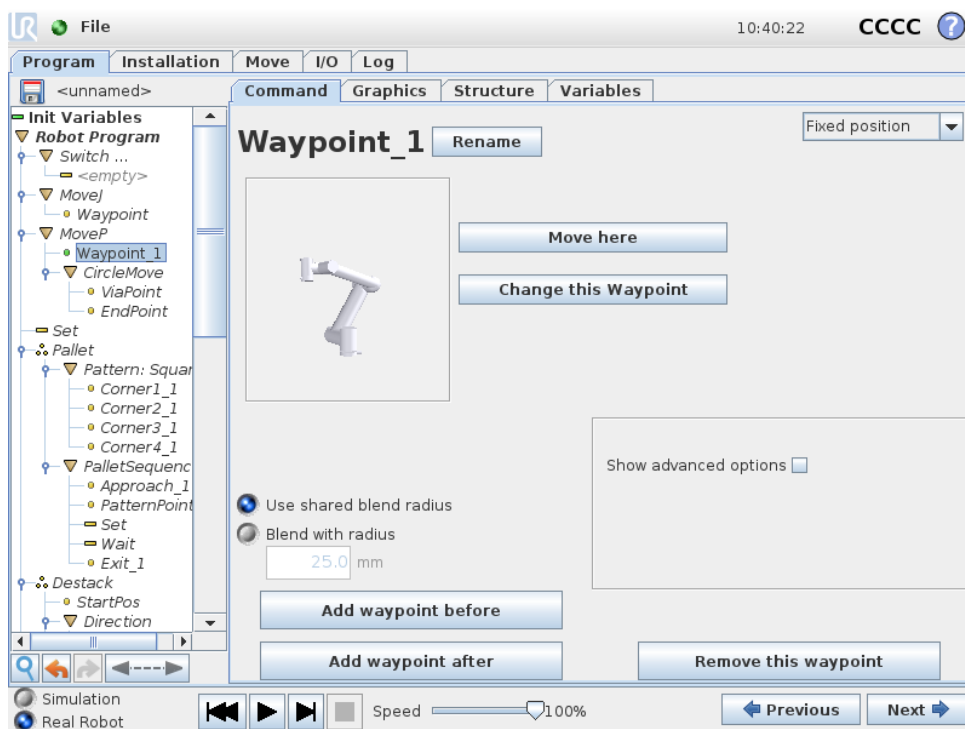 UR File 10:40:22 CCCC ?
Program Installation Move I/O Log
<unnamed> Command Graphics Structure Variables
Init Variables
Robot Program
Switch ...
<empty>
MoveJ
Waypoint
MoveP
Waypoint_1
CircleMove
ViaPoint
EndPoint
Set
Pallet
Pattern: Squar
Corner1_1
Corner2_1
Corner3_1
Corner4_1
PalletSequenc
Approach_1
PatternPoint
Set
Wait
Exit_1
Destack
StartPos
Direction
Waypoint_1 Rename Fixed position
Move here
Change this Waypoint
Show advanced options
Use shared blend radius
Blend with radius
25.0 mm
Add waypoint before
Add waypoint after Remove this waypoint
Simulation
Real Robot
Speed 100% Previous Next